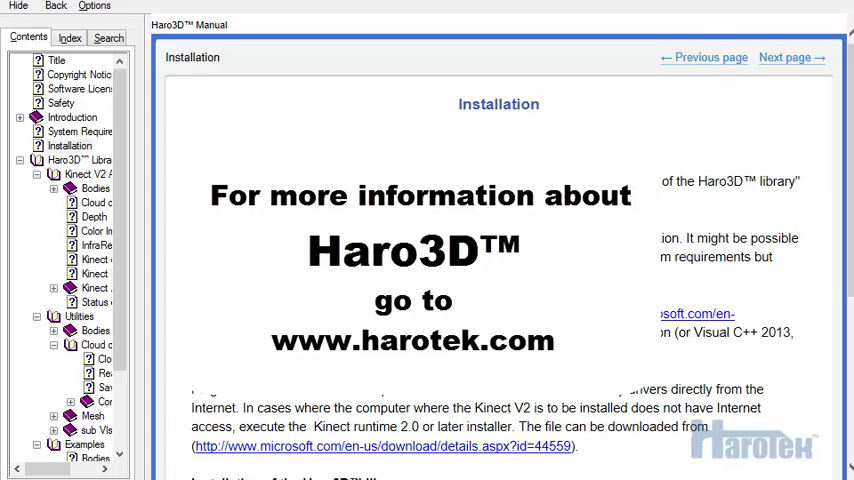 Hide Back Options
Haro3D™ Manual
Contents Index Search
Title
Copyright Notic
Software Licens
Safety
Introduction
System Require
Installation
Haro3D™ Libra
Kinect V2 A
Bodies
Cloud o
Depth
Color In
InfraRe
Kinect
Kinect
Kinect
Status
Utilities
Bodies
Cloud o
Clo
Rea
Sav
Con
Mesh
sub VIs
Examples
Bodies
Installation
← Previous page Next page →
Installation
For more information about
Haro3D™
go to
www.harotek.com
of the Haro3D™ library"
ion. It might be possible
m requirements but
osoft.com/en-
n (or Visual C++ 2013,
drivers directly from the
Internet. In cases where the computer where the Kinect V2 is to be installed does not have Internet
access, execute the Kinect runtime 2.0 or later installer. The file can be downloaded from
(http://www.microsoft.com/en-us/download/details.aspx?id=44559).
HaroTek™